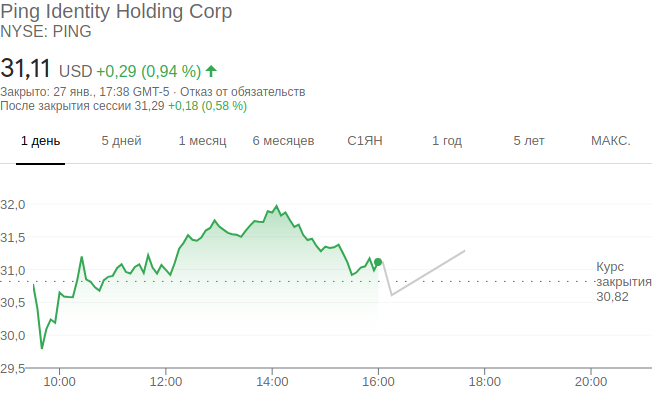 Ping Identity Holding Corp
NYSE: PING
31,11 USD +0,29 (0,94 %)
Закрыто: 27 янв., 17:38 GMT-5 · Отказ от обязательств
После закрытия сессии 31,29 +0,18 (0,58 %)
1 день 5 дней 1 месяц 6 месяцев С1ЯН 1 год 5 лет МАКС.
32,0
31,5
31,0
30,5
30,0
29,5
Курс
закрытия
30,82
10:00 12:00 14:00 16:00 18:00 20:00